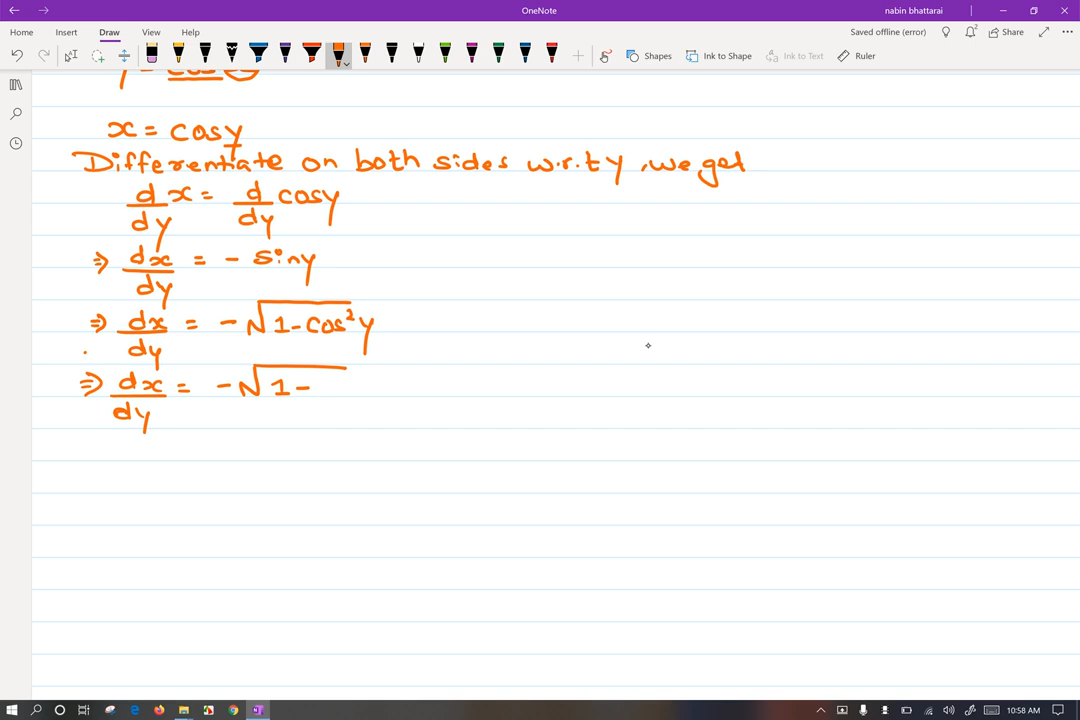 OneNote
nabin bhattarai
Home Insert Draw View Help
Saved offline (error)
Share
Shapes
Ink to Shape
Ink to Text
Ruler
x = cosy
Differentiate on both sides w.r.t y, we get
d/dy x = d/dy cosy
⇒ dx/dy = - siny
⇒ dx/dy = -√(1-cos²y)
⇒ dx/dy = -√(1-
10:58 AM